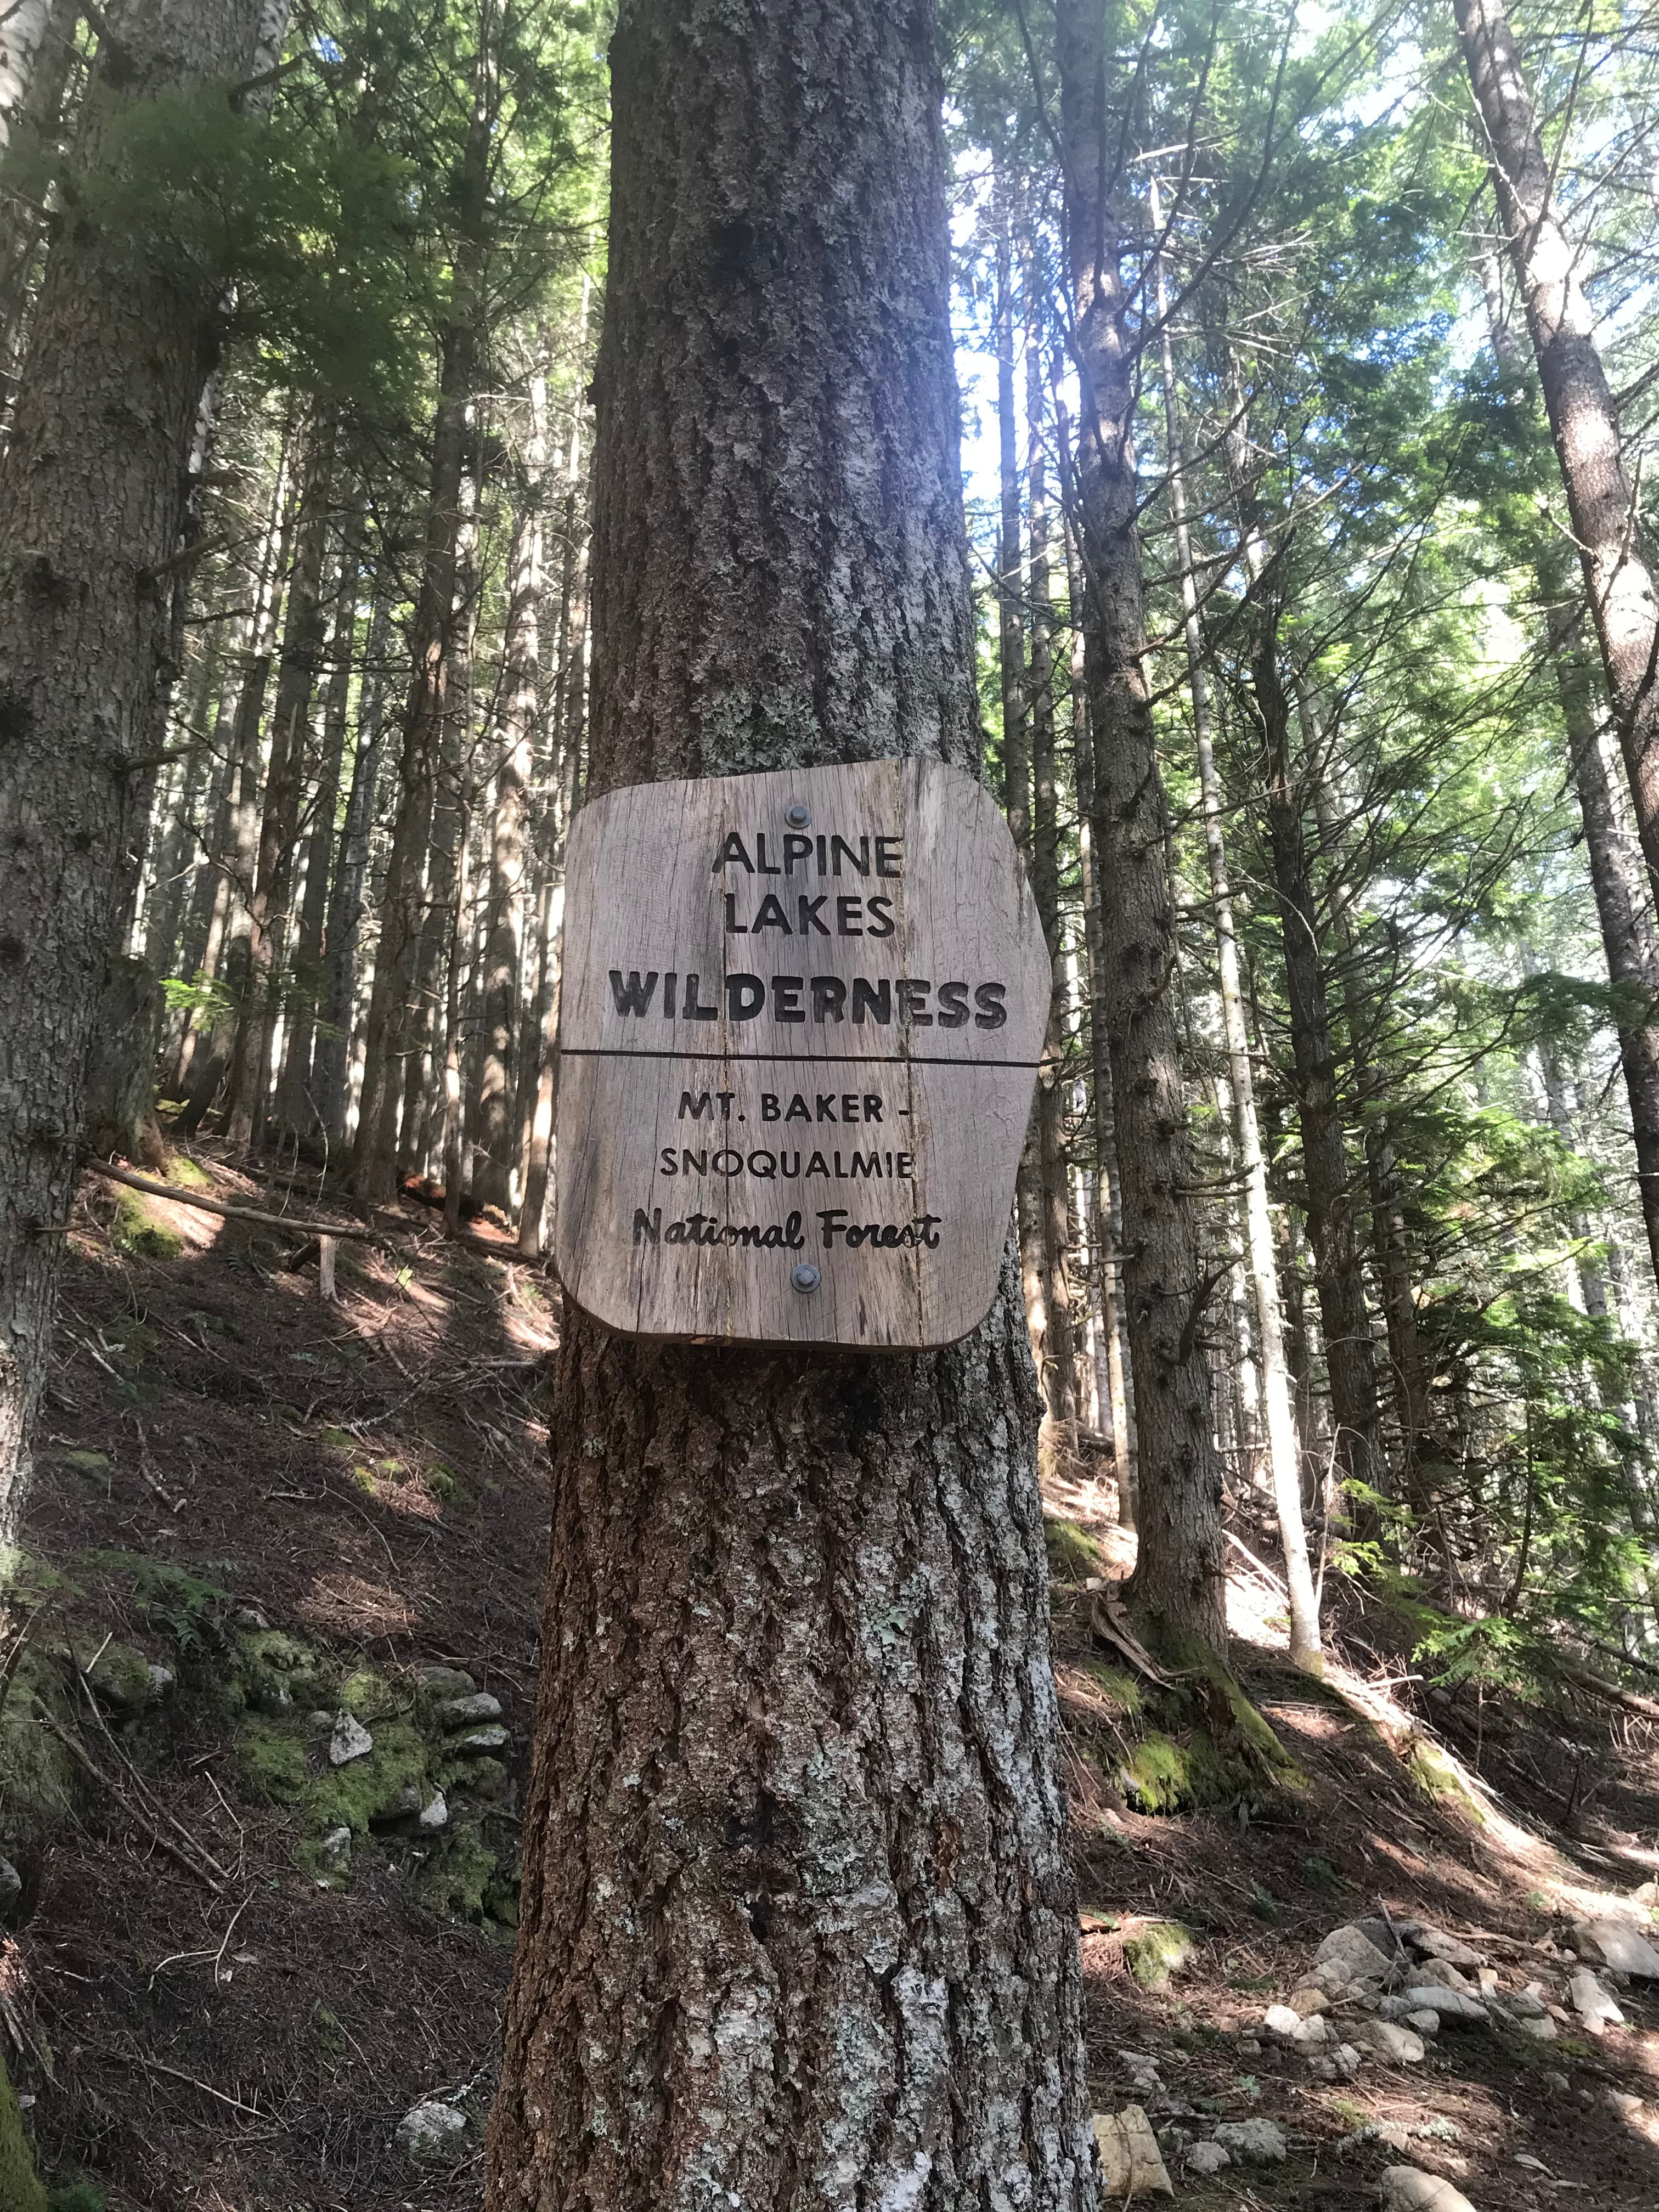 ALPINE
LAKES
WILDERNESS
MT. BAKER -
SNOQUALMIE
National Forest